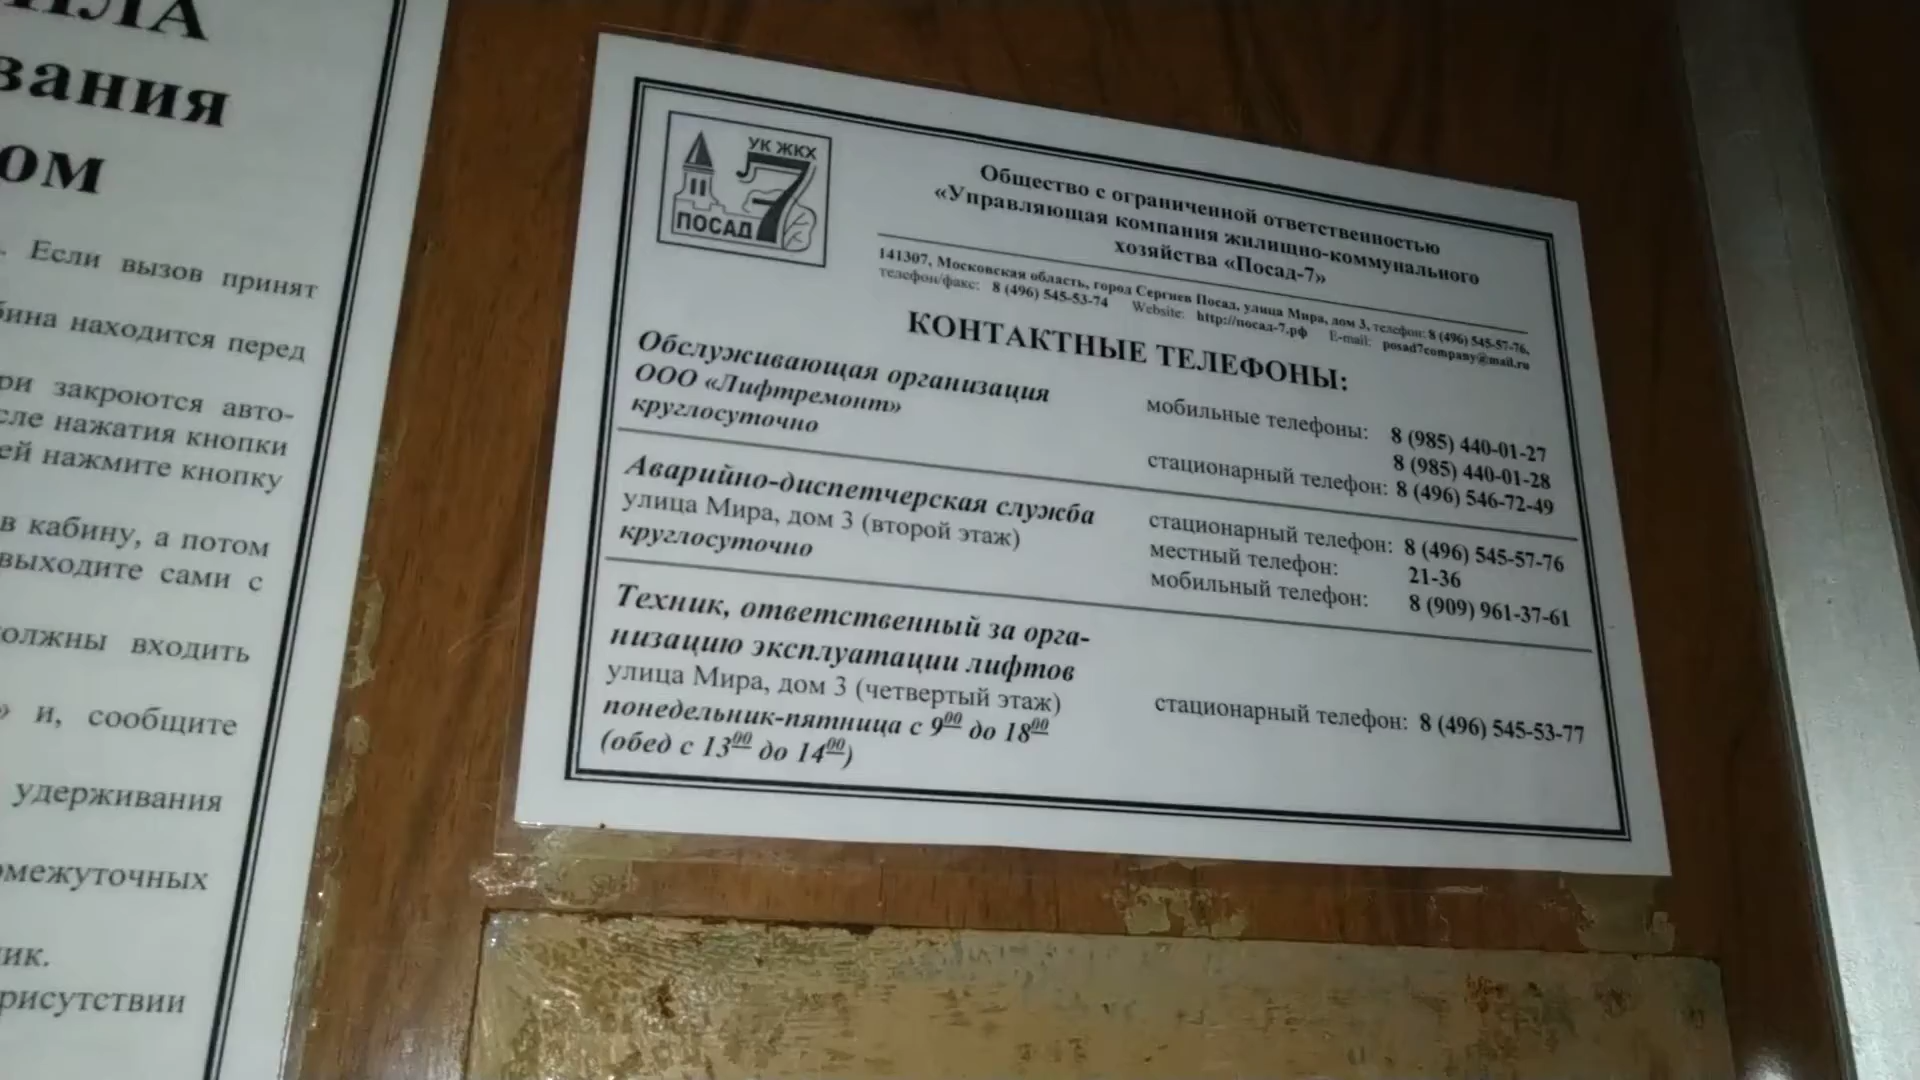 ИЛА
вания
ом
. Если вызов принят
бина находится перед
ри закроются авто-
сле нажатия кнопки
ей нажмите кнопку
в кабину, а потом
выходите сами с
олжны входить
» и, сообщите
удерживания
омежуточных
ик.
рисутствии
УК ЖКХ
7
ПОСАД
Общество с ограниченной ответственностью
«Управляющая компания жилищно-коммунального
хозяйства «Посад-7»
141307, Московская область, город Сергиев Посад, улица Мира, дом 3, телефон: 8 (496) 545-57-76,
телефон/факс: 8 (496) 545-53-74 Website: http://посад-7.рф E-mail: posad7company@mail.ru
КОНТАКТНЫЕ ТЕЛЕФОНЫ:
Обслуживающая организация
ООО «Лифтремонт»
круглосуточно
мобильные телефоны: 8 (985) 440-01-27
8 (985) 440-01-28
стационарный телефон: 8 (496) 546-72-49
Аварийно-диспетчерская служба
улица Мира, дом 3 (второй этаж)
круглосуточно
стационарный телефон: 8 (496) 545-57-76
местный телефон: 21-36
мобильный телефон: 8 (909) 961-37-61
Техник, ответственный за орга-
низацию эксплуатации лифтов
улица Мира, дом 3 (четвертый этаж)
понедельник-пятница с 9⁰⁰ до 18⁰⁰
(обед с 13⁰⁰ до 14⁰⁰)
стационарный телефон: 8 (496) 545-53-77